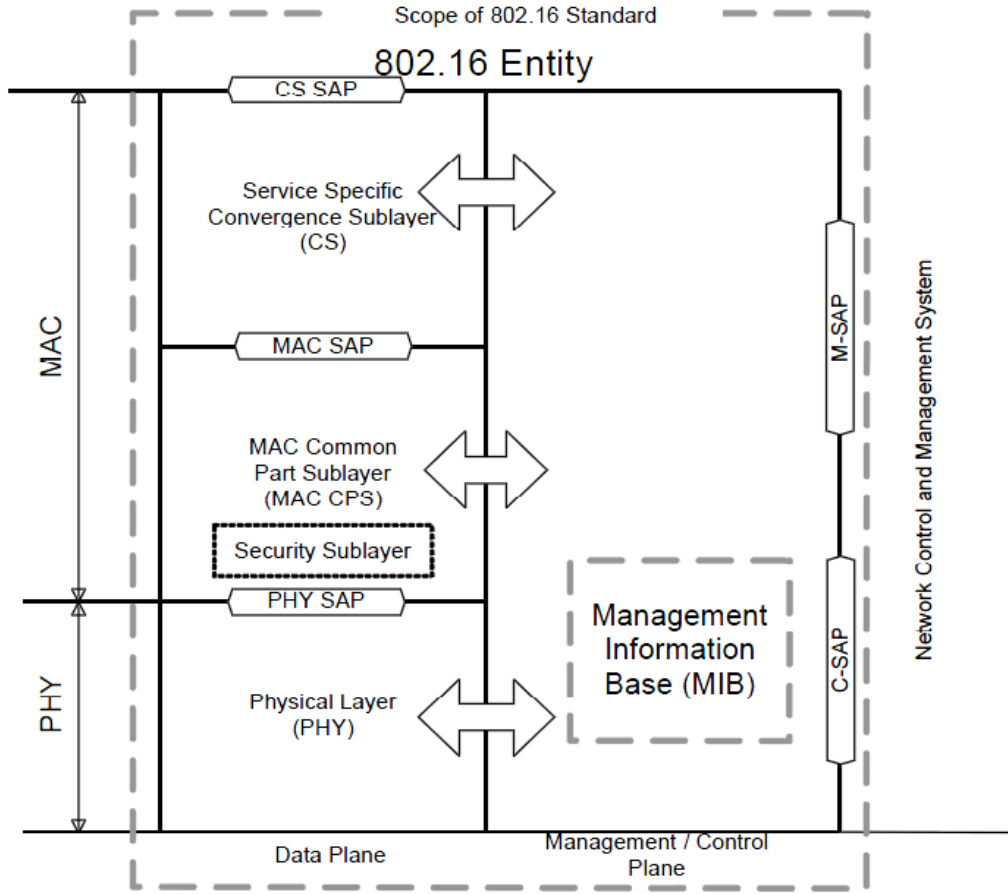 Scope of 802.16 Standard
802.16 Entity
CS SAP
Service Specific
Convergence Sublayer
(CS)
MAC
MAC SAP
M-SAP
MAC Common
Part Sublayer
(MAC CPS)
Security Sublayer
PHY SAP
Network Control and Management System
Management
Information
Base (MIB)
C-SAP
PHY
Physical Layer
(PHY)
Data Plane
Management / Control
Plane